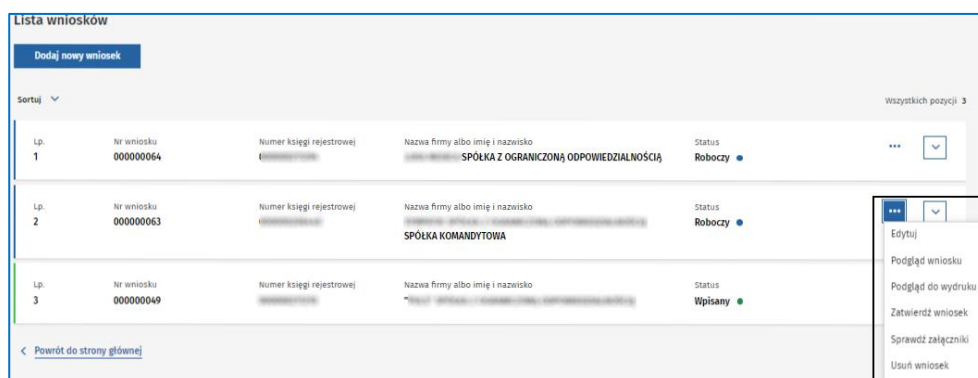 Lista wniosków
Dodaj nowy wniosek
Sortuj
Wszystkich pozycji 3
Lp. Nr wniosku Numer księgi rejestrowej Nazwa firmy albo imię i nazwisko Status
1 000000064 SPÓŁKA Z OGRANICZONĄ ODPOWIEDZIALNOŚCIĄ Roboczy
Lp. Nr wniosku Numer księgi rejestrowej Nazwa firmy albo imię i nazwisko Status
2 000000063 Roboczy
SPÓŁKA KOMANDYTOWA
Edytuj
Podgląd wniosku
Podgląd do wydruku
Zatwierdź wniosek
Sprawdź załączniki
Usuń wniosek
Lp. Nr wniosku Numer księgi rejestrowej Nazwa firmy albo imię i nazwisko Status
3 000000049 Wpisany
Powrót do strony głównej